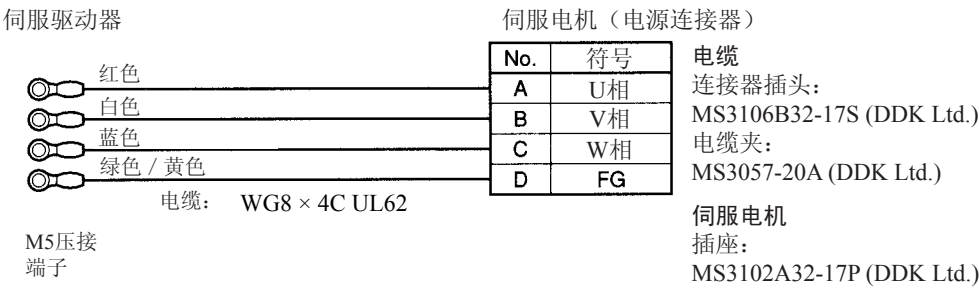 伺服驱动器
伺服电机（电源连接器）
No. 符号
红色 A U相
白色 B V相
蓝色 C W相
绿色 / 黄色 D FG
电缆： WG8 × 4C UL62
M5压接
端子
电缆
连接器插头：
MS3106B32-17S (DDK Ltd.)
电缆夹：
MS3057-20A (DDK Ltd.)
伺服电机
插座：
MS3102A32-17P (DDK Ltd.)